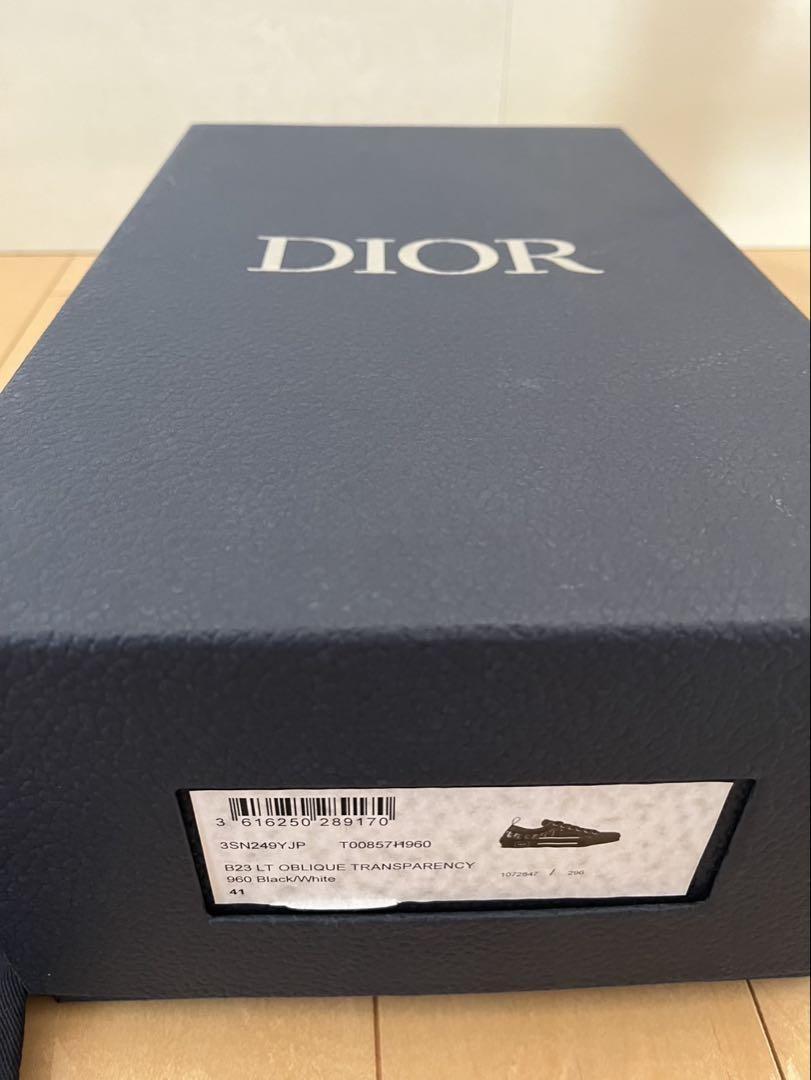 DIOR
3 616250 289170
3SN249YJP T00857H960
B23 LT OBLIQUE TRANSPARENCY
960 Black/White
41
1072847 / 296